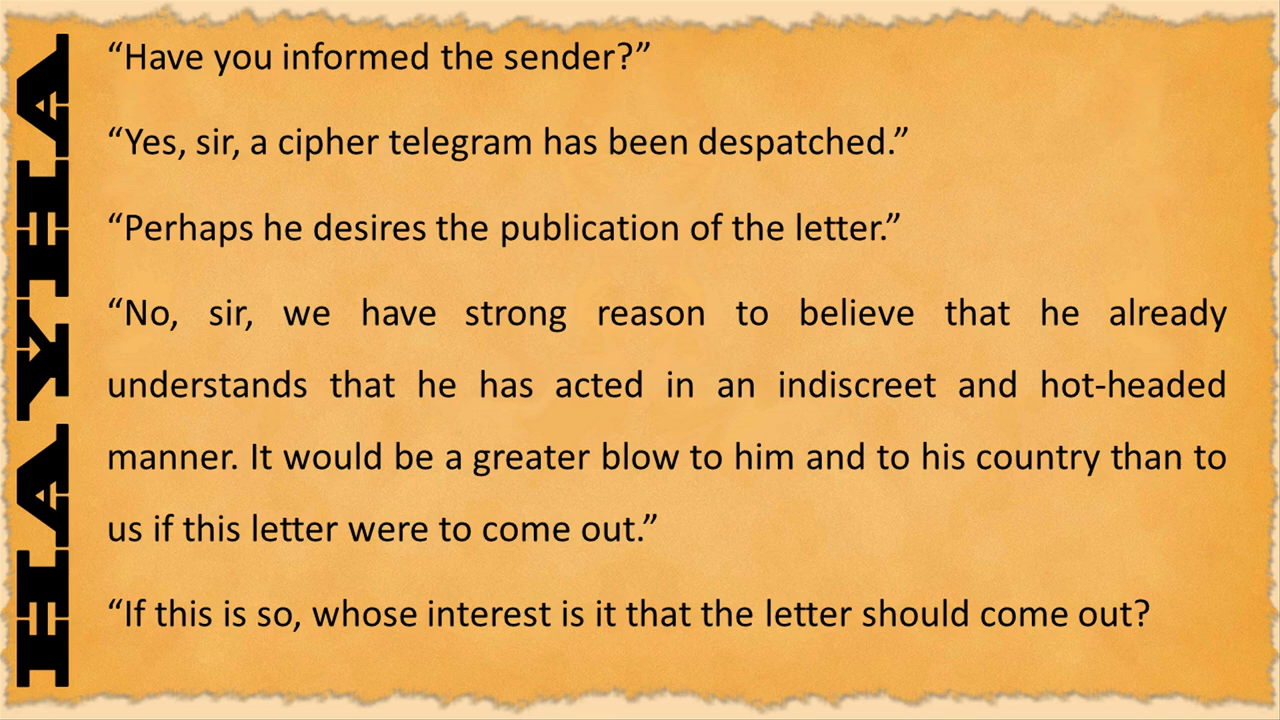 HAYHA
“Have you informed the sender?”
“Yes, sir, a cipher telegram has been despatched.”
“Perhaps he desires the publication of the letter.”
“No, sir, we have strong reason to believe that he already
understands that he has acted in an indiscreet and hot-headed
manner. It would be a greater blow to him and to his country than to
us if this letter were to come out.”
“If this is so, whose interest is it that the letter should come out?